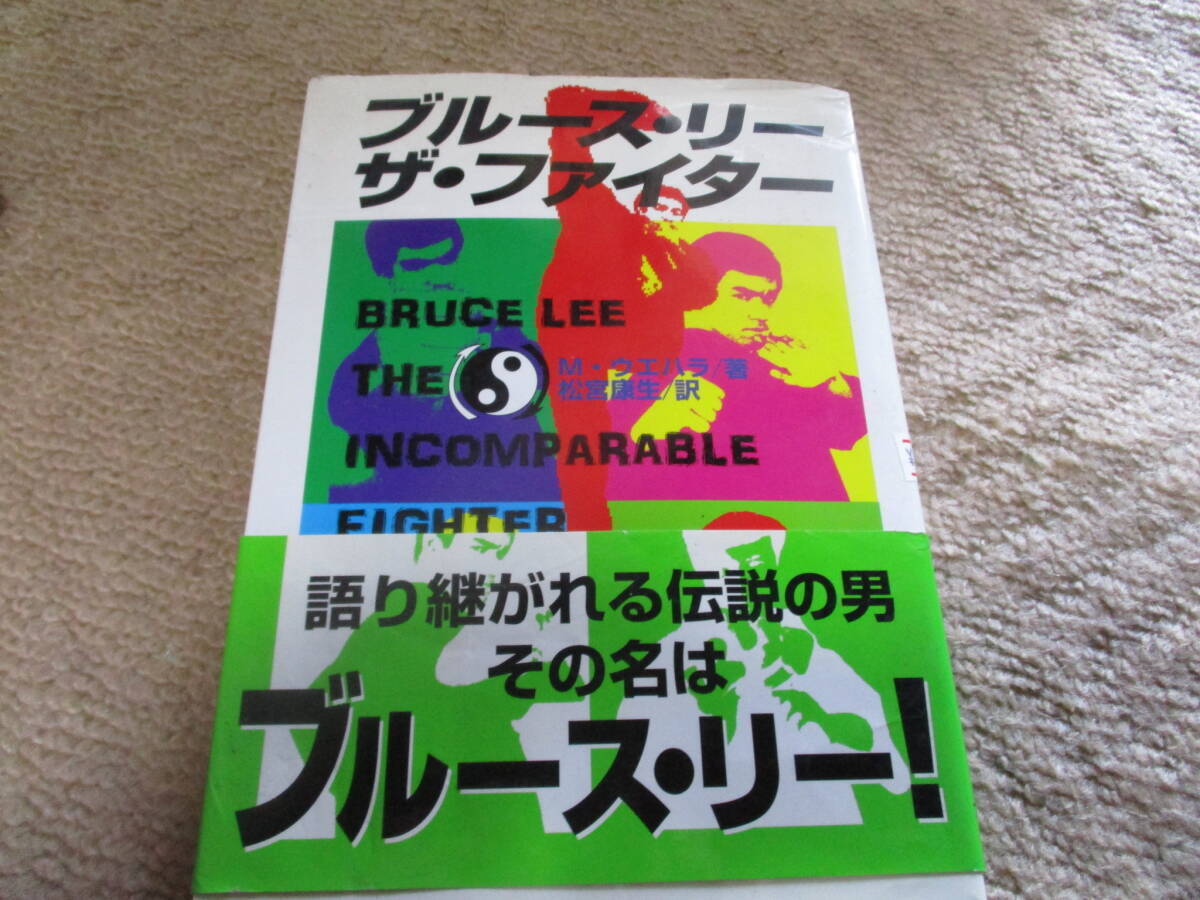 ブルース・リー
ザ・ファイター
BRUCE LEE
THE
M・ウエハラ/著
松宮康生/訳
INCOMPARABLE
FIGHTER
語り継がれる伝説の男
その名は
ブルース・リー!